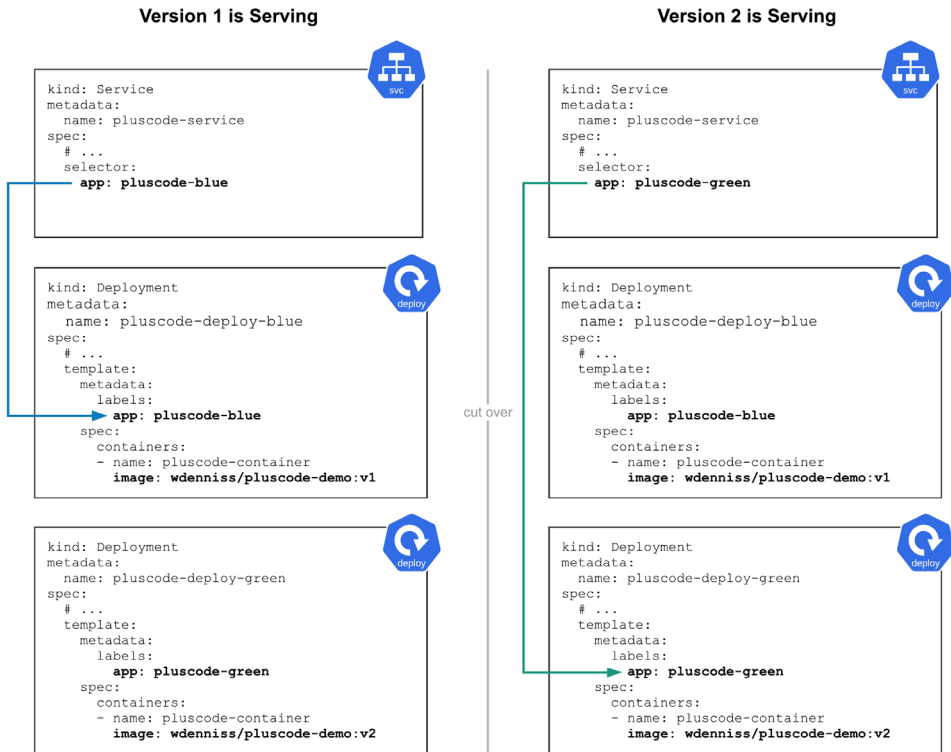 Version 1 is Serving
svc
kind: Service
metadata:
  name: pluscode-service
spec:
  # ...
  selector:
    app: pluscode-blue
deploy
kind: Deployment
metadata:
  name: pluscode-deploy-blue
spec:
  # ...
  template:
    metadata:
      labels:
        app: pluscode-blue
    spec:
      containers:
      - name: pluscode-container
        image: wdenniss/pluscode-demo:v1
deploy
kind: Deployment
metadata:
  name: pluscode-deploy-green
spec:
  # ...
  template:
    metadata:
      labels:
        app: pluscode-green
    spec:
      containers:
      - name: pluscode-container
        image: wdenniss/pluscode-demo:v2
cut over
Version 2 is Serving
svc
kind: Service
metadata:
  name: pluscode-service
spec:
  # ...
  selector:
    app: pluscode-green
deploy
kind: Deployment
metadata:
  name: pluscode-deploy-blue
spec:
  # ...
  template:
    metadata:
      labels:
        app: pluscode-blue
    spec:
      containers:
      - name: pluscode-container
        image: wdenniss/pluscode-demo:v1
deploy
kind: Deployment
metadata:
  name: pluscode-deploy-green
spec:
  # ...
  template:
    metadata:
      labels:
        app: pluscode-green
    spec:
      containers:
      - name: pluscode-container
        image: wdenniss/pluscode-demo:v2